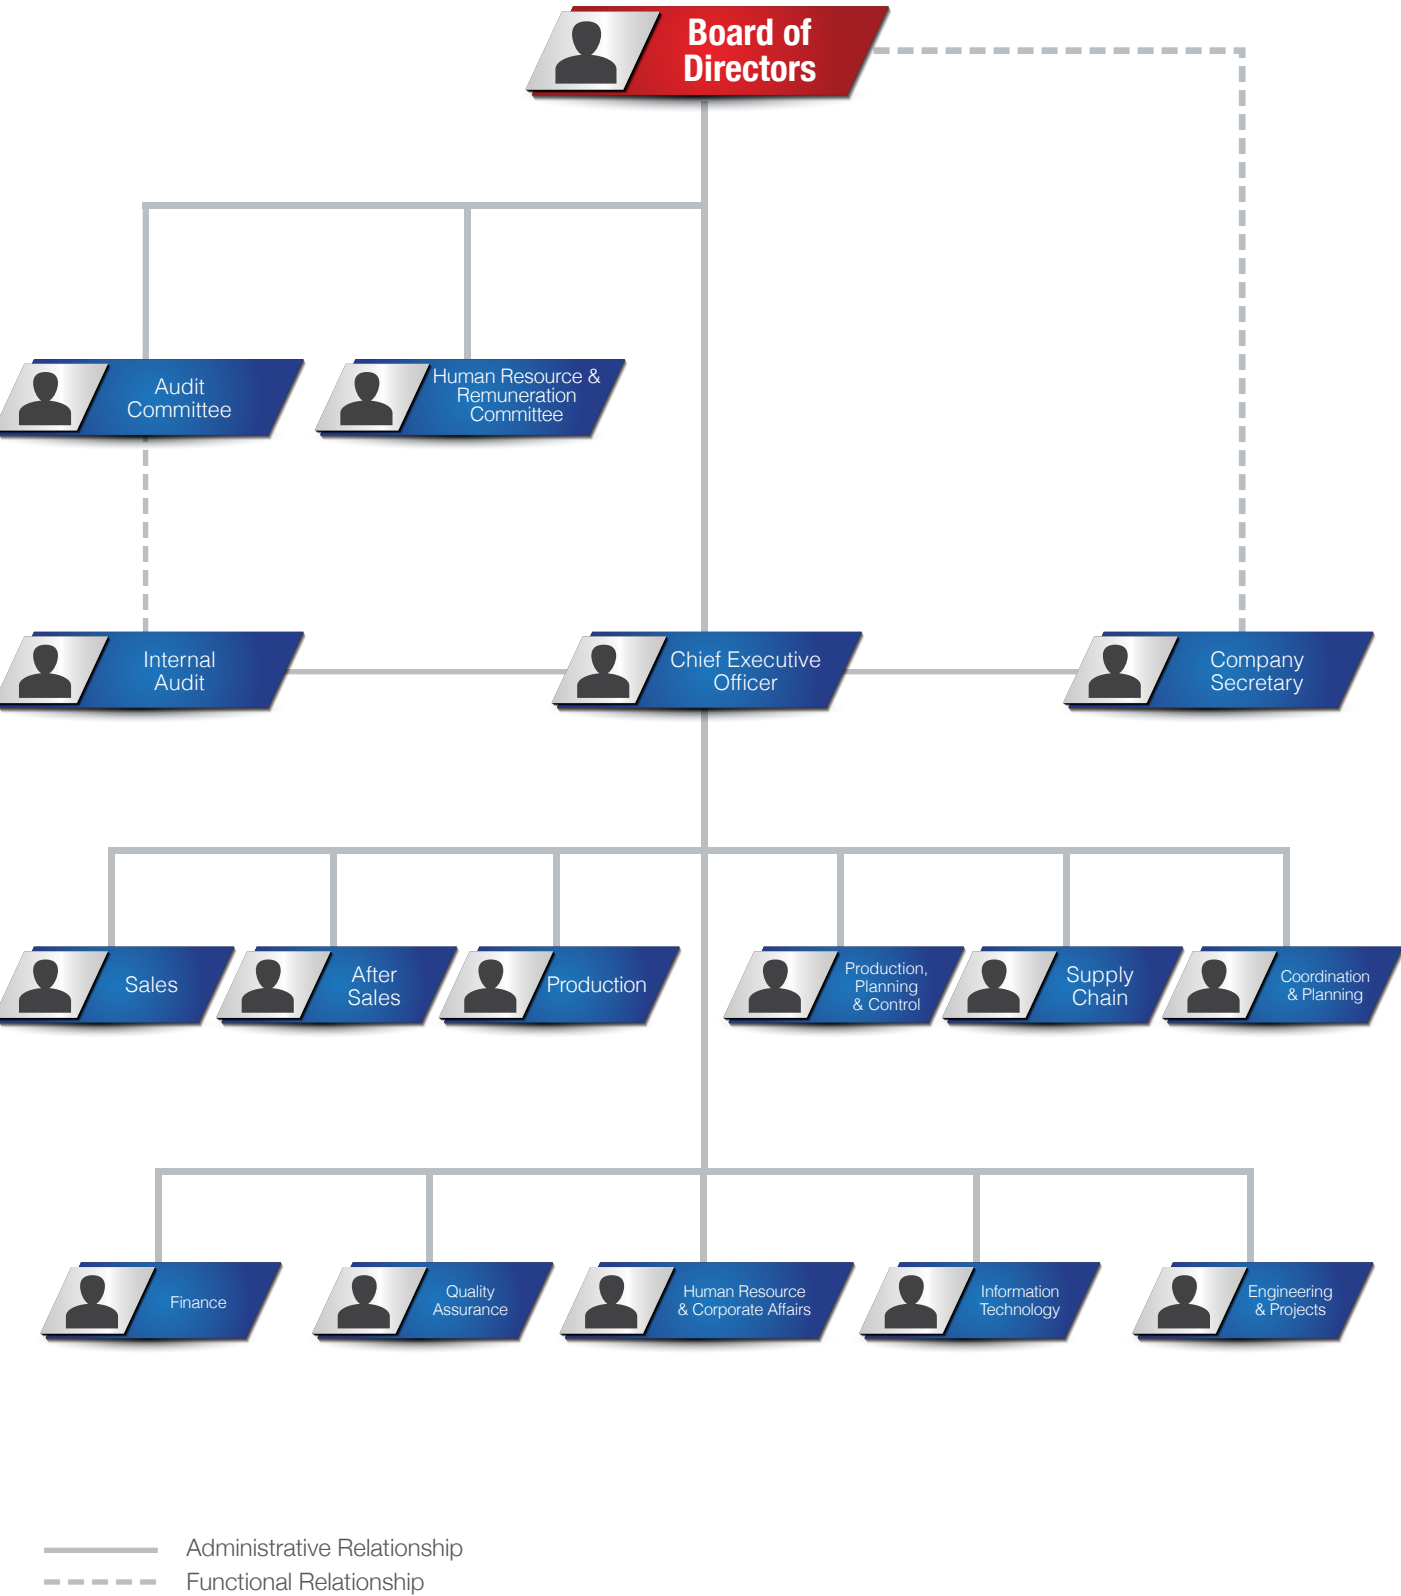 Board of
Directors
Audit
Committee
Human Resource &
Remuneration
Committee
Internal
Audit
Chief Executive
Officer
Company
Secretary
Sales
After
Sales
Production
Production,
Planning
& Control
Supply
Chain
Coordination
& Planning
Finance
Quality
Assurance
Human Resource
& Corporate Affairs
Information
Technology
Engineering
& Projects
Administrative Relationship
Functional Relationship